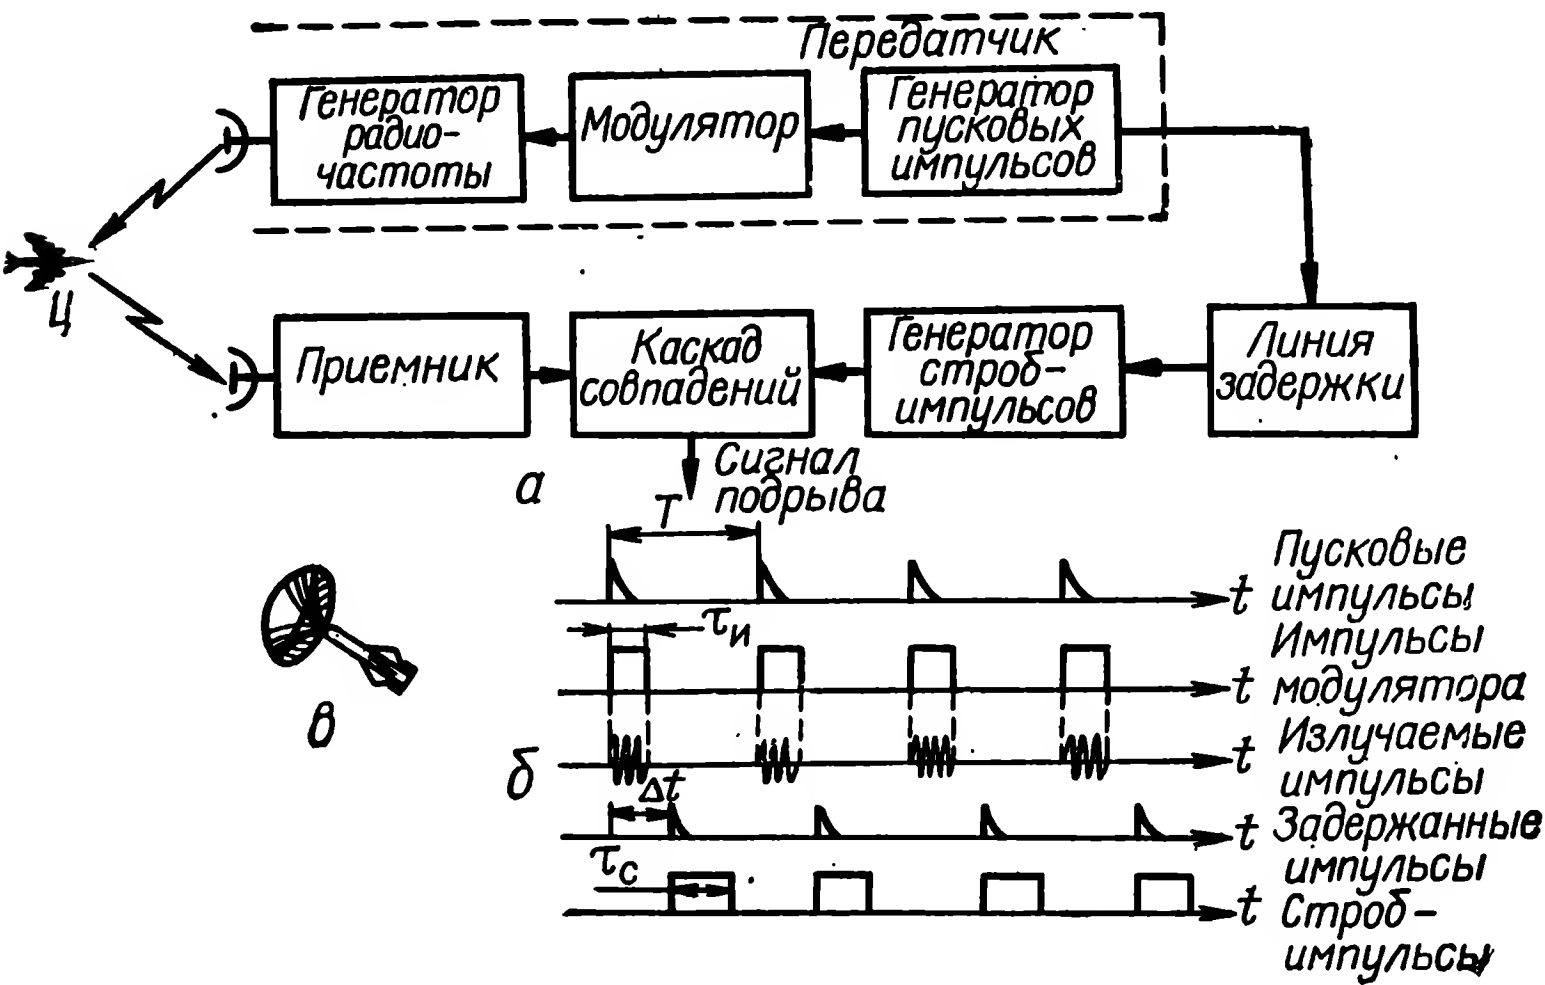 Передатчик
Генератор
радио-
частоты
Модулятор
Генератор
пусковых
импульсов
Ц
Приемник
Каскад
совпадений
Генератор
строб-
импульсов
Линия
задержки
Сигнал
подрыва
а
T
t
Пусковые
импульсы
τи
t
Импульсы
модулятора
t
Излучаемые
импульсы
Δt
t
Задержанные
импульсы
τс
t
Строб-
импульсы
б
в